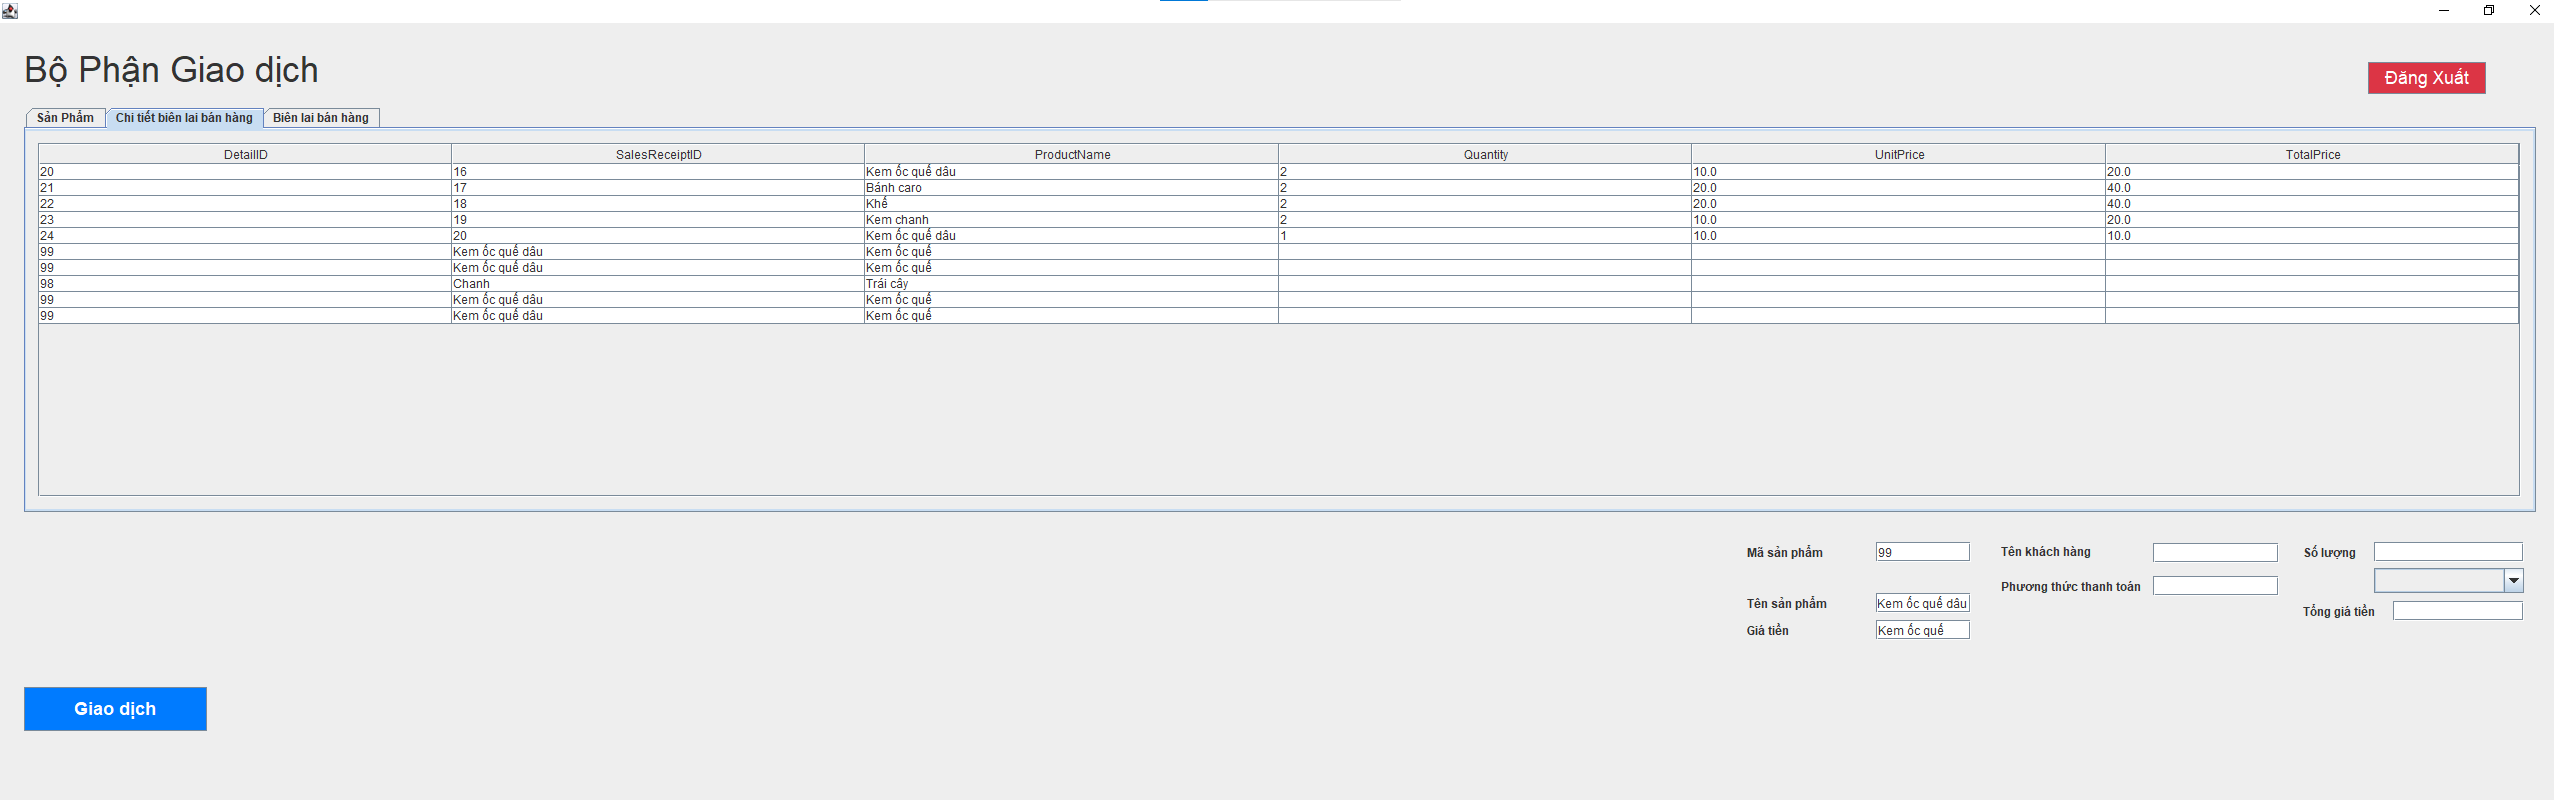 Bộ Phận Giao dịch
Đăng Xuất
Sản Phẩm Chi tiết biên lai bán hàng Biên lai bán hàng
DetailID SalesReceiptID ProductName Quantity UnitPrice TotalPrice
20 16 Kem ốc quế dâu 2 10.0 20.0
21 17 Bánh caro 2 20.0 40.0
22 18 Khế 2 20.0 40.0
23 19 Kem chanh 2 10.0 20.0
24 20 Kem ốc quế dâu 1 10.0 10.0
99 Kem ốc quế dâu Kem ốc quế
99 Kem ốc quế dâu Kem ốc quế
98 Chanh Trái cây
99 Kem ốc quế dâu Kem ốc quế
99 Kem ốc quế dâu Kem ốc quế
Mã sản phẩm 99 Tên khách hàng Số lượng
Phương thức thanh toán
Tên sản phẩm Kem ốc quế dâu Tổng giá tiền
Giá tiền Kem ốc quế
Giao dịch